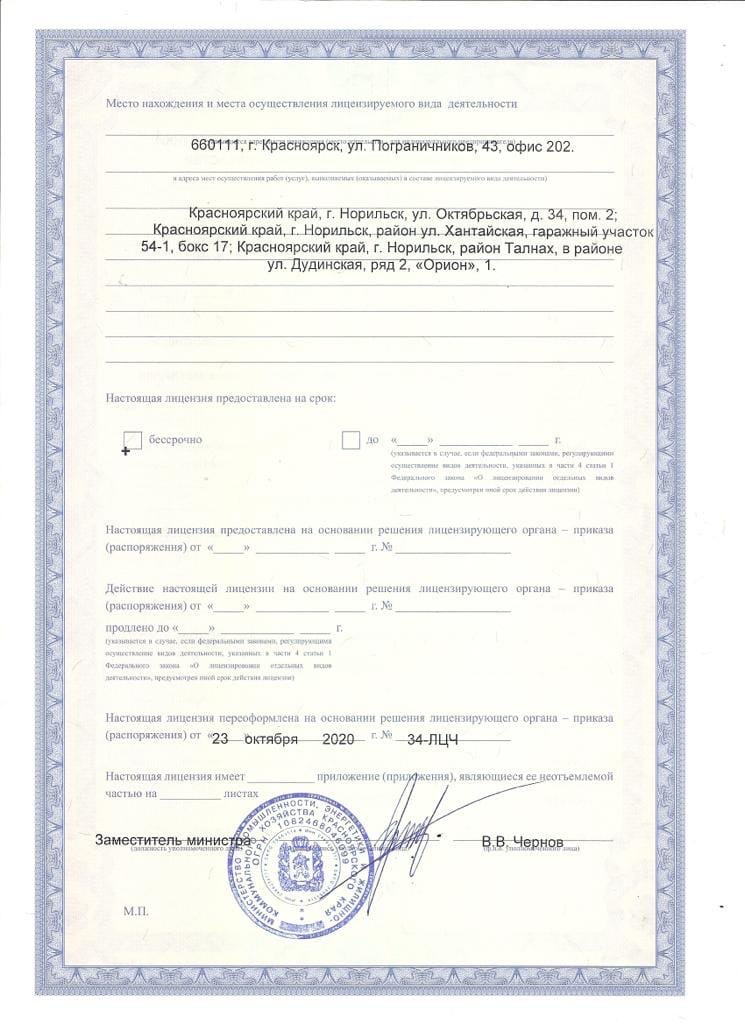 Место нахождения и места осуществления лицензируемого вида деятельности
660111, г. Красноярск, ул. Пограничников, 43, офис 202.
и адреса мест осуществления работ (услуг), выполняемых (оказываемых) в составе лицензируемого вида деятельности)
Красноярский край, г. Норильск, ул. Октябрьская, д. 34, пом. 2;
Красноярский край, г. Норильск, район ул. Хантайская, гаражный участок
54-1, бокс 17; Красноярский край, г. Норильск, район Талнах, в районе
ул. Дудинская, ряд 2, «Орион», 1.
Настоящая лицензия предоставлена на срок:
+ бессрочно до «_____» ____________ _____ г.
(указывается в случае, если федеральными законами, регулирующими
осуществление видов деятельности, указанных в части 4 статьи 1
Федерального закона «О лицензировании отдельных видов
деятельности», предусмотрен иной срок действия лицензии)
Настоящая лицензия предоставлена на основании решения лицензирующего органа – приказа
(распоряжения) от «_____» ____________ _____ г. № ___________________
Действие настоящей лицензии на основании решения лицензирующего органа – приказа
(распоряжения) от «_____» ____________ _____ г. № ___________________
продлено до «_____» ____________ _____ г.
(указывается в случае, если федеральными законами, регулирующими
осуществление видов деятельности, указанных в части 4 статьи 1
Федерального закона «О лицензировании отдельных видов
деятельности», предусмотрен иной срок действия лицензии)
Настоящая лицензия переоформлена на основании решения лицензирующего органа – приказа
(распоряжения) от «23 октября 2020 г. № 34-ЛЦЧ
Настоящая лицензия имеет ___________ приложение (приложения), являющиеся ее неотъемлемой
частью на __________ листах
Заместитель министра В.В. Чернов
(должность уполномоченного (ф.и.о. уполномоченного лица)
МИНИСТЕРСТВО ПРОМЫШЛЕННОСТИ, ЭНЕРГЕТИКИ И ЖИЛИЩНО-
КОММУНАЛЬНОГО ХОЗЯЙСТВА КРАСНОЯРСКОГО КРАЯ
ОГРН 1082468046399
М.П.